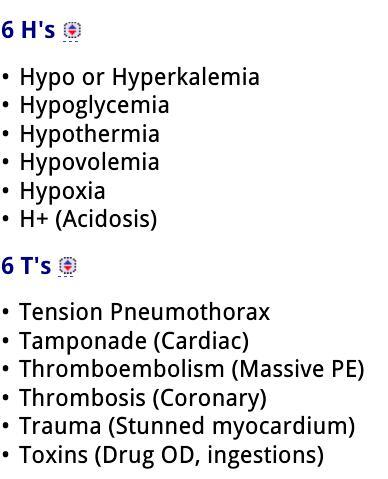 6 H's
• Hypo or Hyperkalemia
• Hypoglycemia
• Hypothermia
• Hypovolemia
• Hypoxia
• H+ (Acidosis)
6 T's
• Tension Pneumothorax
• Tamponade (Cardiac)
• Thromboembolism (Massive PE)
• Thrombosis (Coronary)
• Trauma (Stunned myocardium)
• Toxins (Drug OD, ingestions)